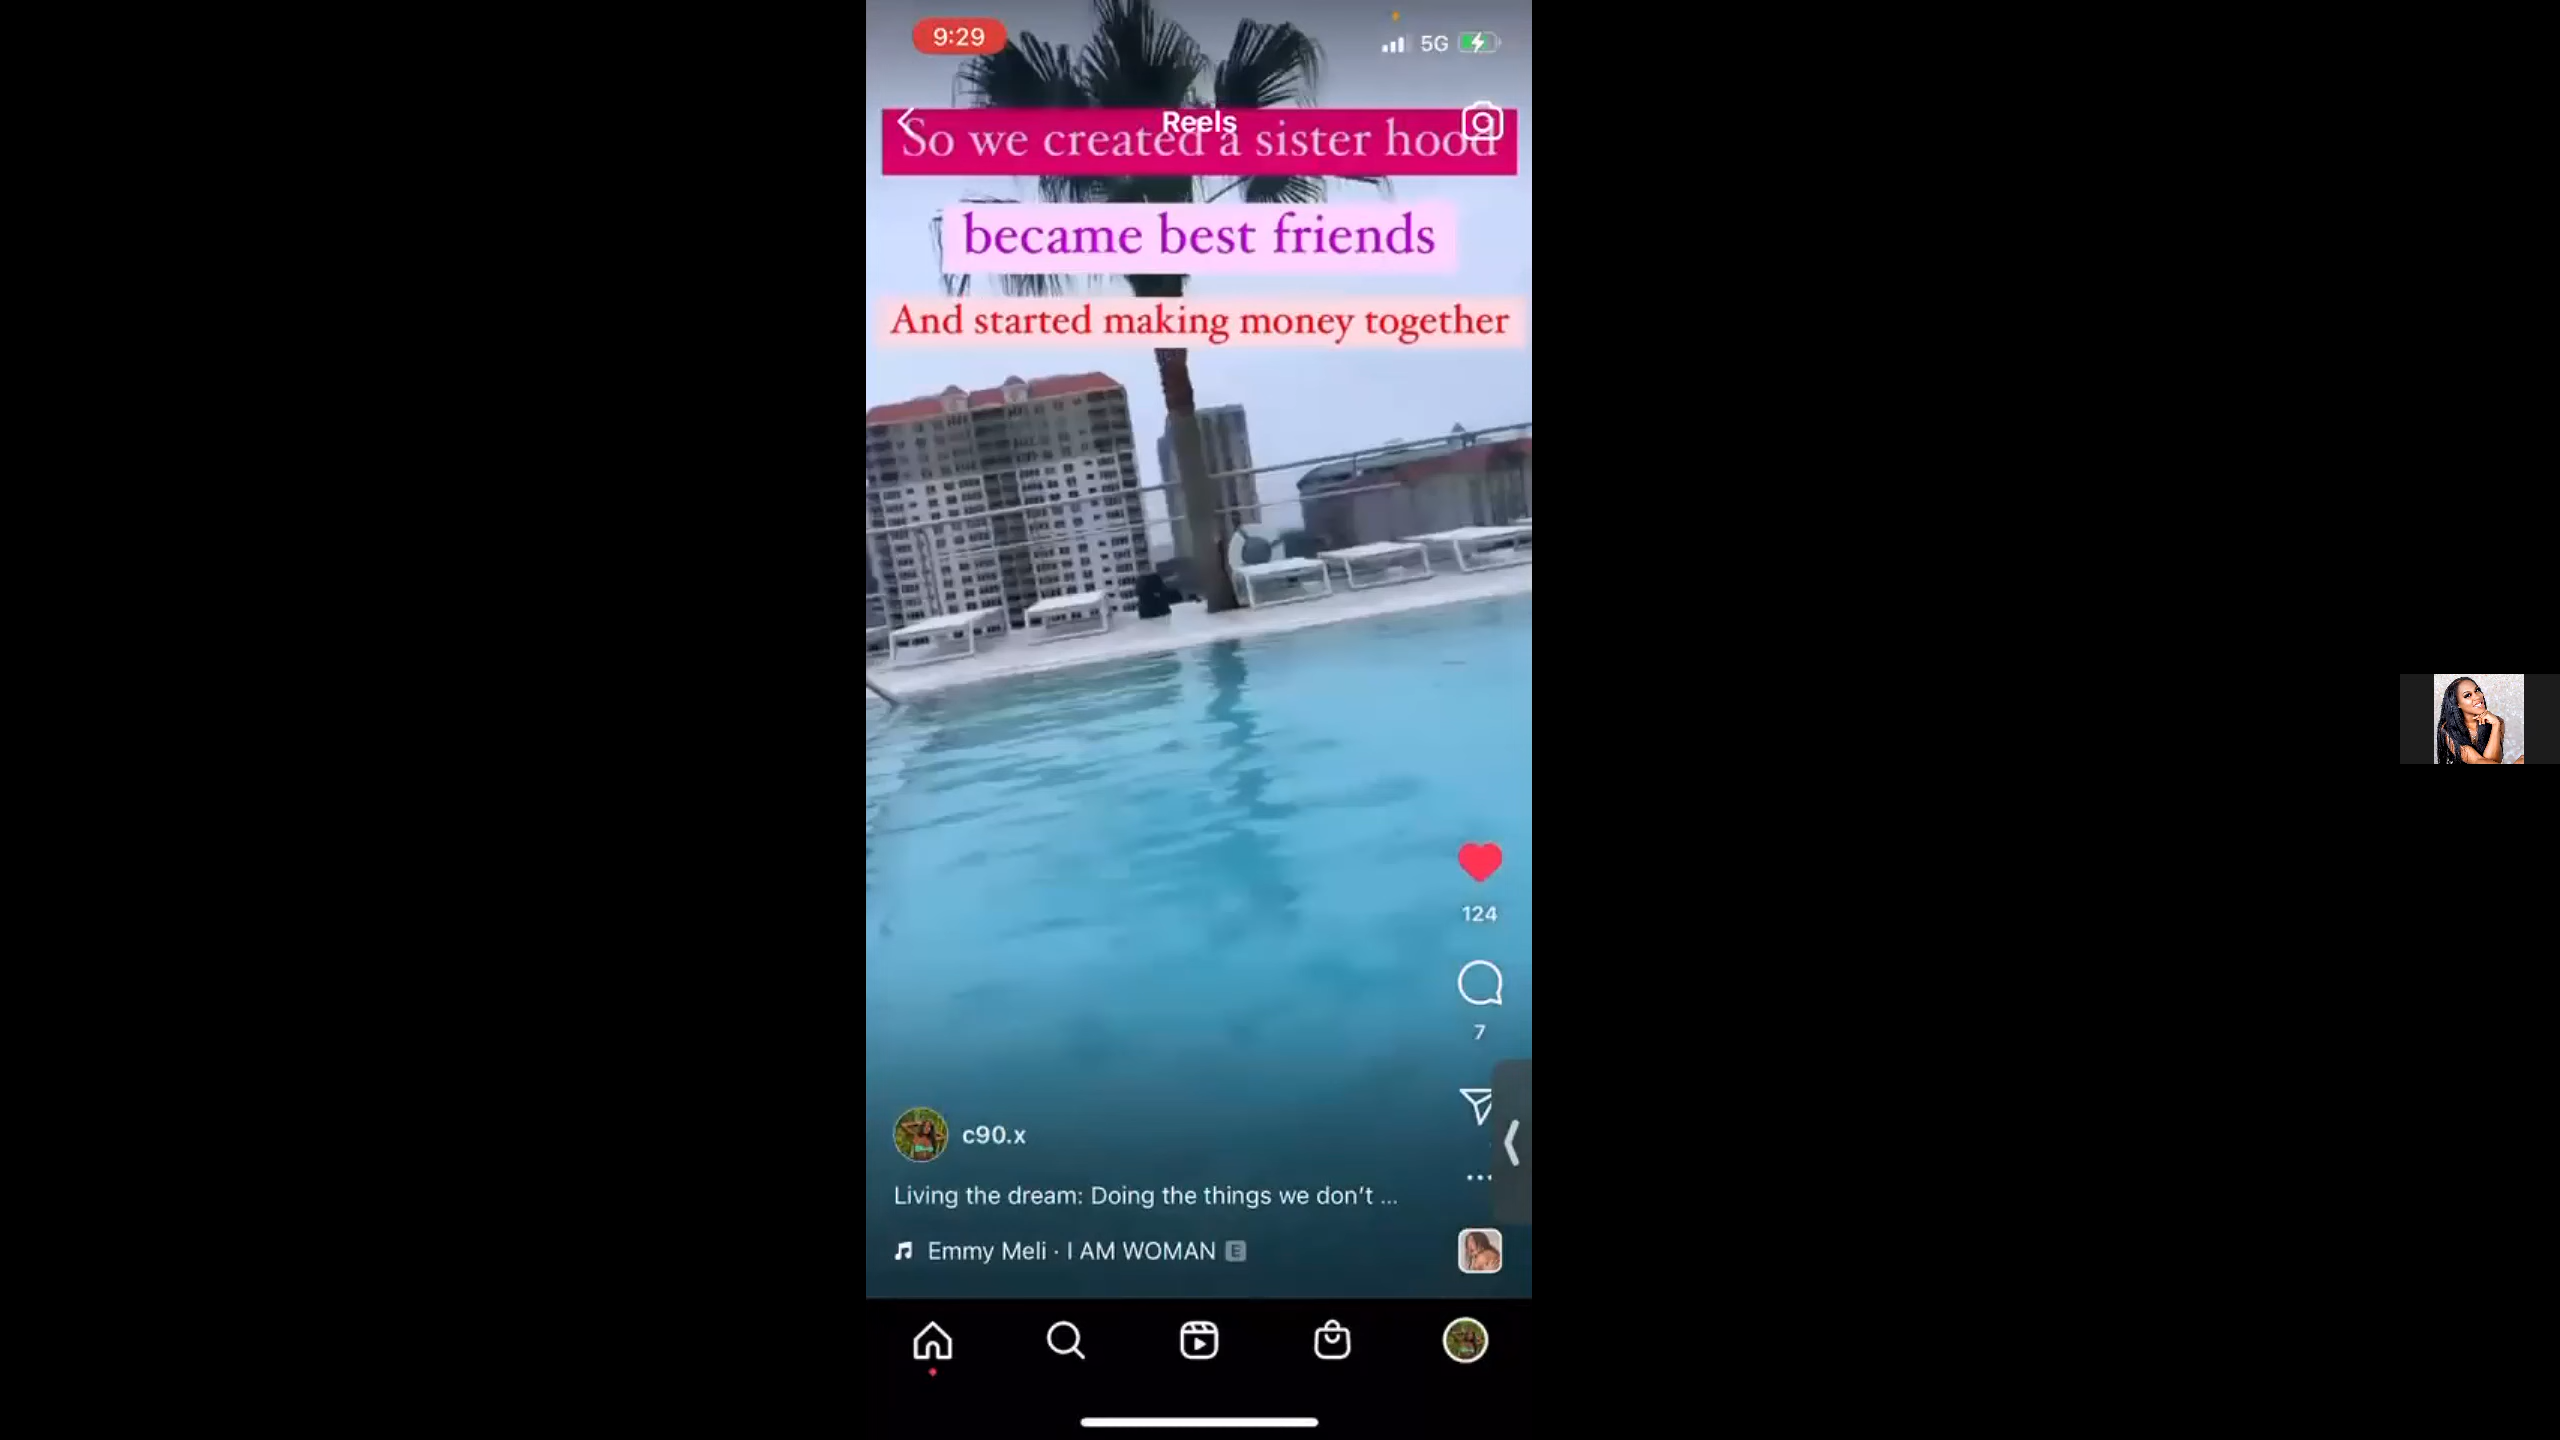 9:29
5G
Reels
So we created a sister hood
became best friends
And started making money together
124
7
c90.x
Living the dream: Doing the things we don’t ...
Emmy Meli · I AM WOMAN E